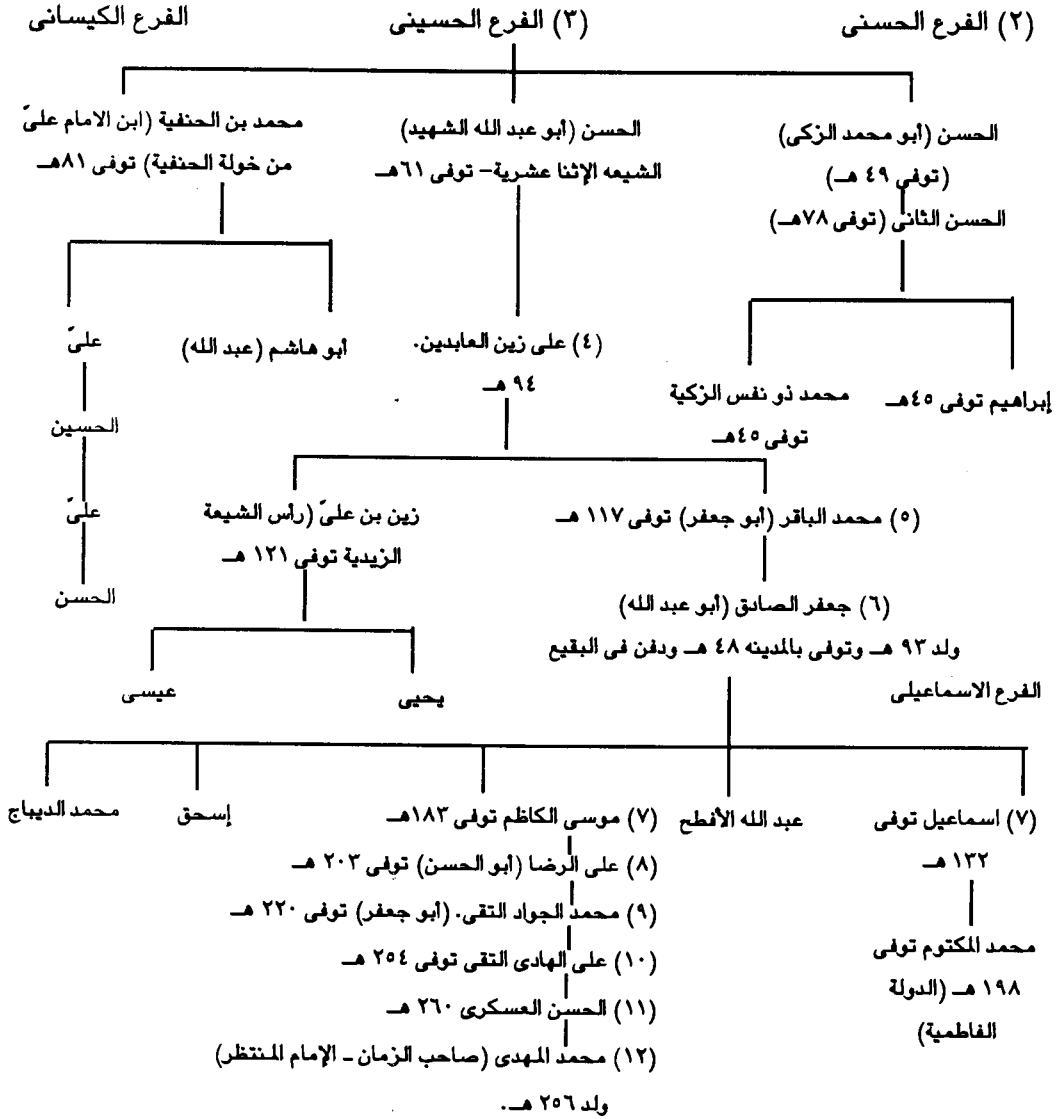 (٢) الفرع الحسنى
(٣) الفرع الحسينى
الفرع الكيسانى
الحسن (أبو محمد الزكى)
(توفى ٤٩ هـ)
الحسن الثانى (توفى ٧٨هـ)
الحسن (أبو عبد الله الشهيد)
الشيعه الإثنا عشرية– توفى ٦١هـ
محمد بن الحنفية (ابن الامام علىّ
من خولة الحنفية) توفى ٨١هـ
إبراهيم توفى ٤٥هـ
محمد ذو نفس الزكية
توفى ٤٥هـ
(٤) على زين العابدين.
٩٤ هـ
أبو هاشم (عبد الله)
علىّ
الحسين
علىّ
الحسن
(٥) محمد الباقر (أبو جعفر) توفى ١١٧ هـ
زين بن علىّ (رأس الشيعة
الزيدية توفى ١٢١ هـ
(٦) جعفر الصادق (أبو عبد الله)
ولد ٩٣ هـ وتوفى بالمدينه ٤٨ هـ ودفن فى البقيع
يحيى
عيسى
الفرع الاسماعيلى
(٧) اسماعيل توفى
١٣٢ هـ
محمد المكتوم توفى
١٩٨ هـ (الدولة
الفاطمية)
عبد الله الأفطح
(٧) موسى الكاظم توفى ١٨٣هـ
(٨) على الرضا (أبو الحسن) توفى ٢٠٣ هـ
(٩) محمد الجواد التقى. (أبو جعفر) توفى ٢٢٠ هـ
(١٠) على الهادى التقى توفى ٢٥٤ هـ
(١١) الحسن العسكرى ٢٦٠ هـ
(١٢) محمد المهدى (صاحب الزمان – الإمام المنتظر)
ولد ٢٥٦ هـ.
إسحق
محمد الديباج